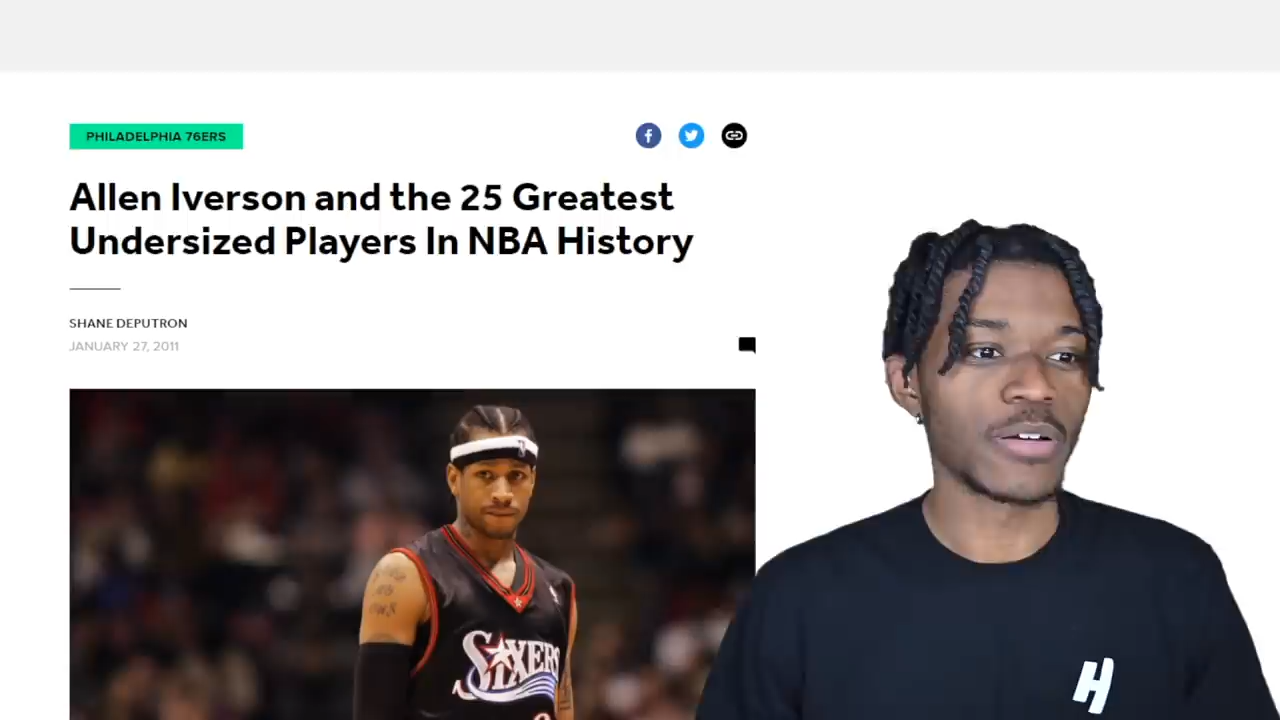 PHILADELPHIA 76ERS
Allen Iverson and the 25 Greatest
Undersized Players In NBA History
SHANE DEPUTRON
JANUARY 27, 2011
SIXERS
H